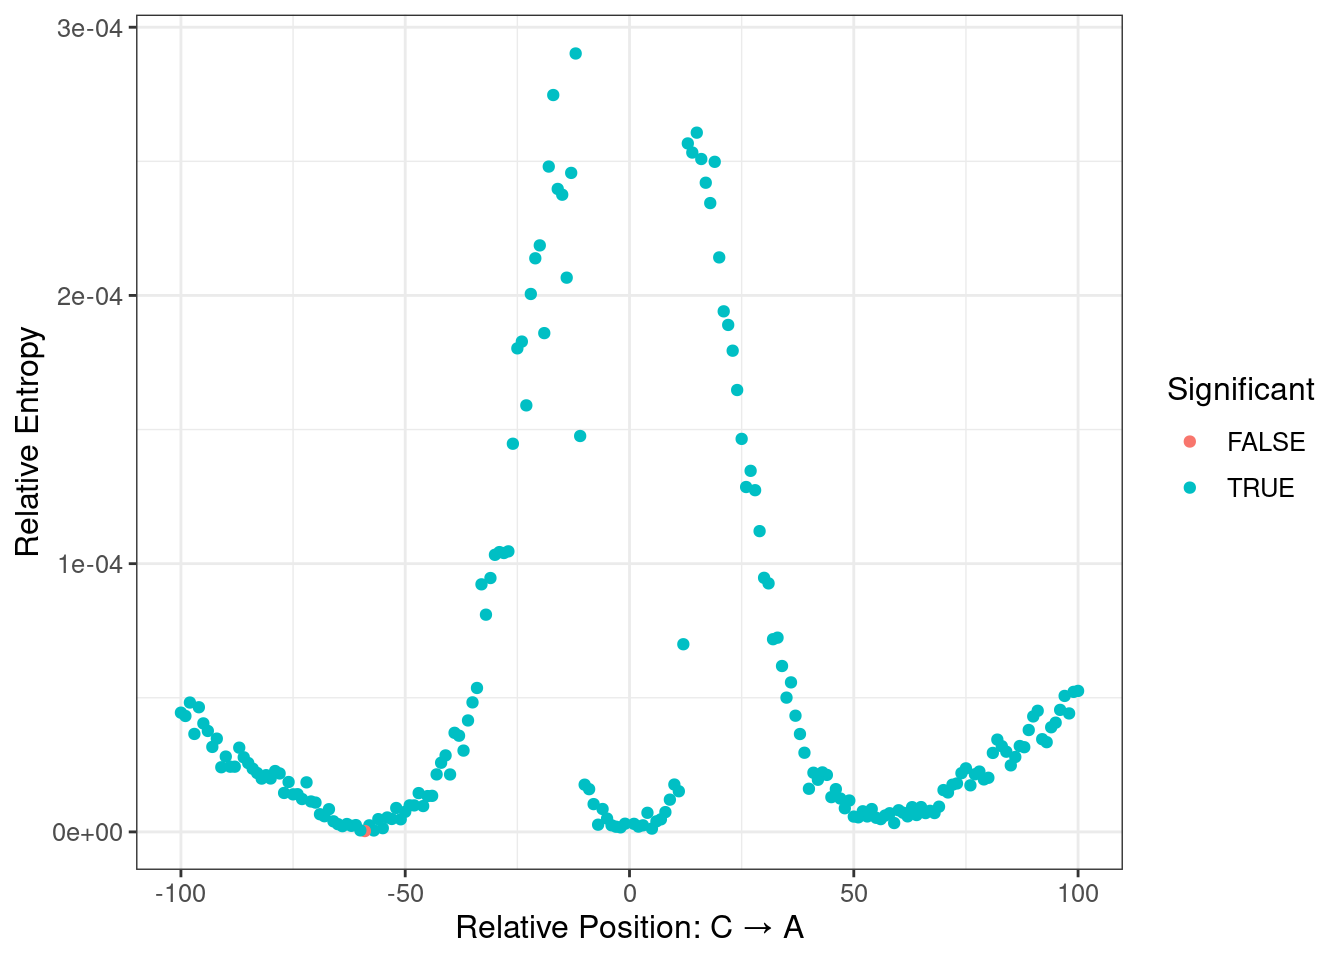 3e-04
2e-04
1e-04
0e+00
Relative Entropy
-100
-50
0
50
100
Relative Position: C → A
Significant
FALSE
TRUE